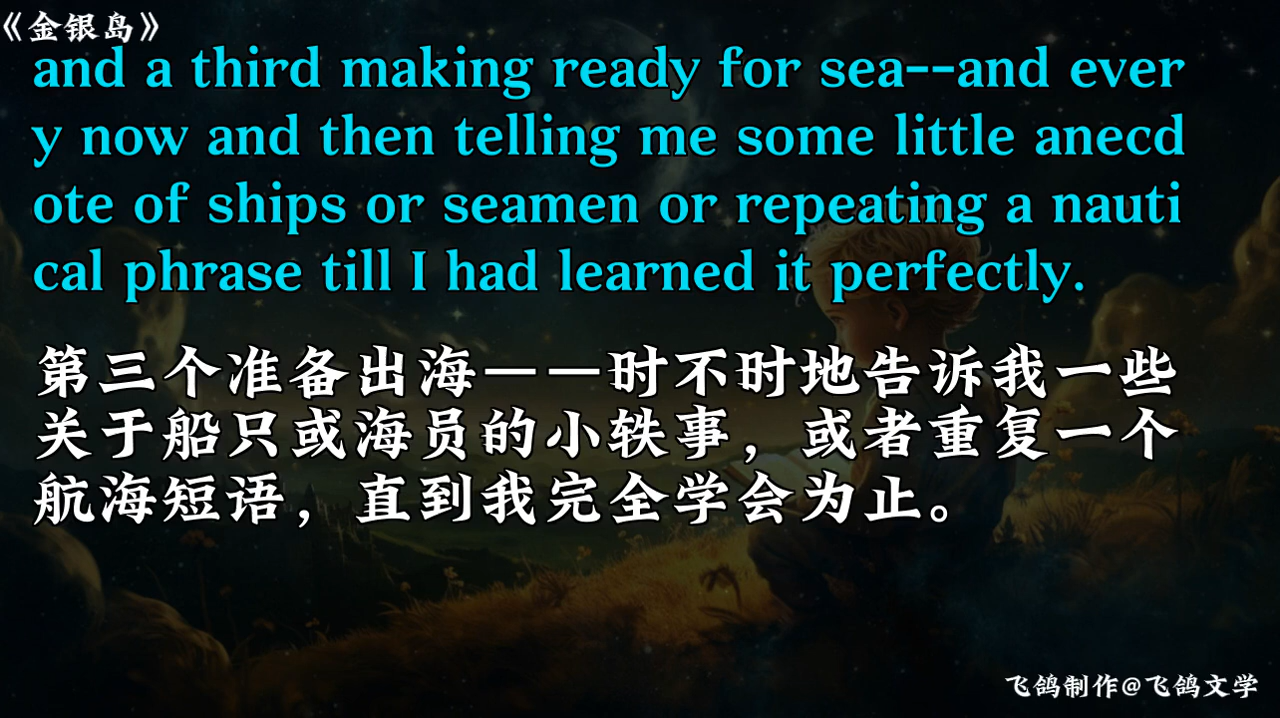 《金银岛》
and a third making ready for sea--and ever
y now and then telling me some little anecd
ote of ships or seamen or repeating a nauti
cal phrase till I had learned it perfectly.
第三个准备出海——时不时地告诉我一些
关于船只或海员的小轶事，或者重复一个
航海短语，直到我完全学会为止。
飞鸽制作@飞鸽文学